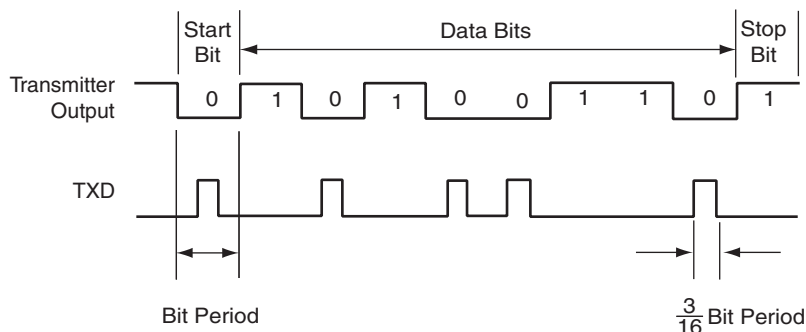 Start
Bit
Data Bits
Stop
Bit
Transmitter
Output
0 1 0 1 0 0 1 1 0 1
TXD
Bit Period
3
16 Bit Period